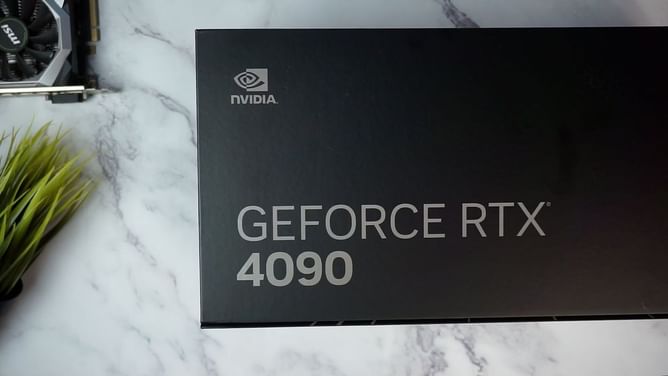 msi
NVIDIA
GEFORCE RTX
4090